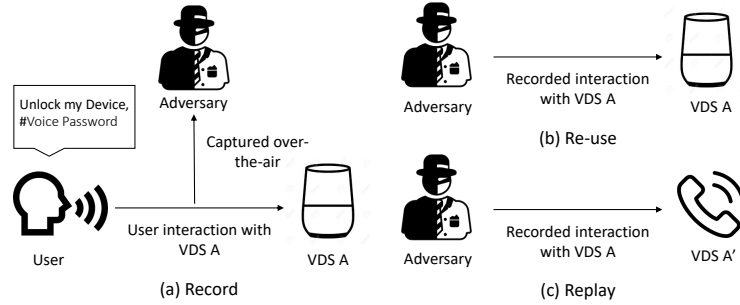 Unlock my Device,
#Voice Password
Adversary
Captured over-
the-air
User interaction with
VDS A
User
VDS A
(a) Record
Adversary
Recorded interaction
with VDS A
VDS A
(b) Re-use
Adversary
Recorded interaction
with VDS A
VDS A’
(c) Replay